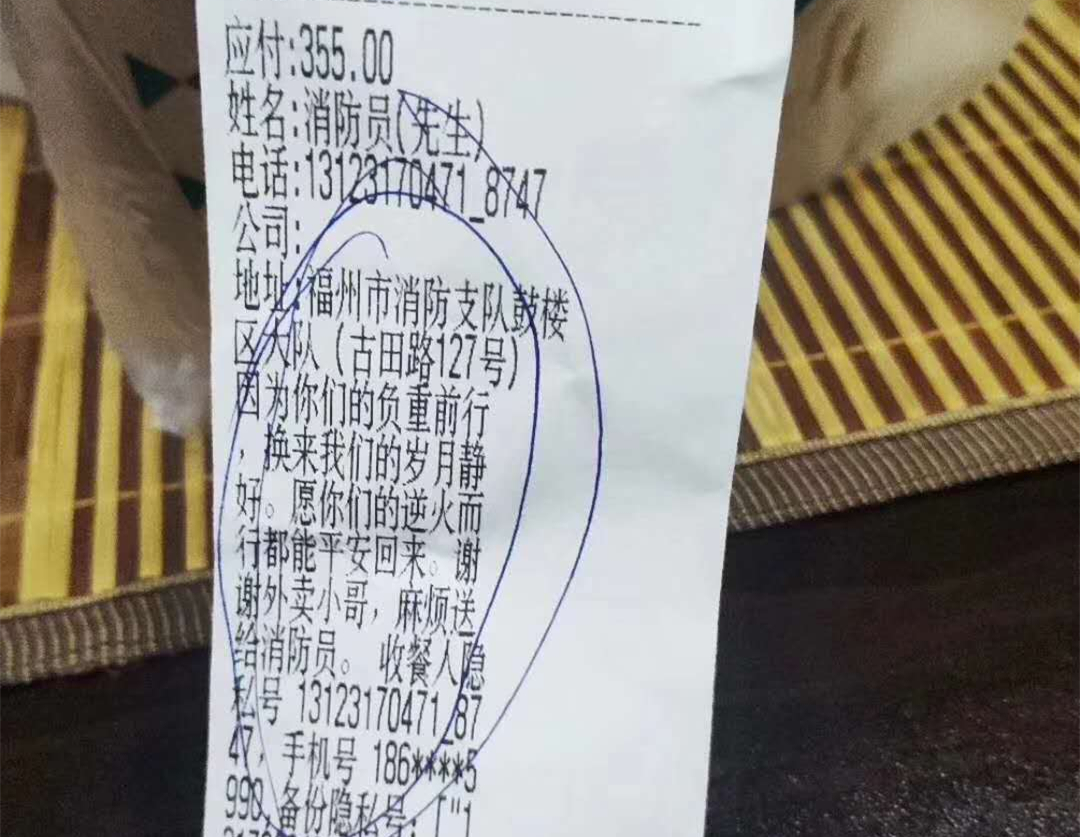 应付:355.00
姓名:消防员(先生)
电话:13123170471_8747
公司:
地址:福州市消防支队鼓楼
区大队(古田路127号)
因为你们的负重前行
,换来我们的岁月静
好。愿你们的逆火而
行都能平安回来。谢
谢外卖小哥,麻烦送
给消防员。 收餐人隐
私号 13123170471_87
47,手机号 186****5
990,备份隐私号: ["1